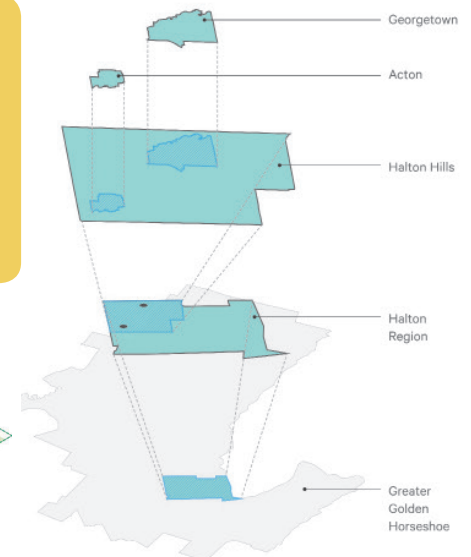 Georgetown
Acton
Halton Hills
Halton
Region
Greater
Golden
Horseshoe